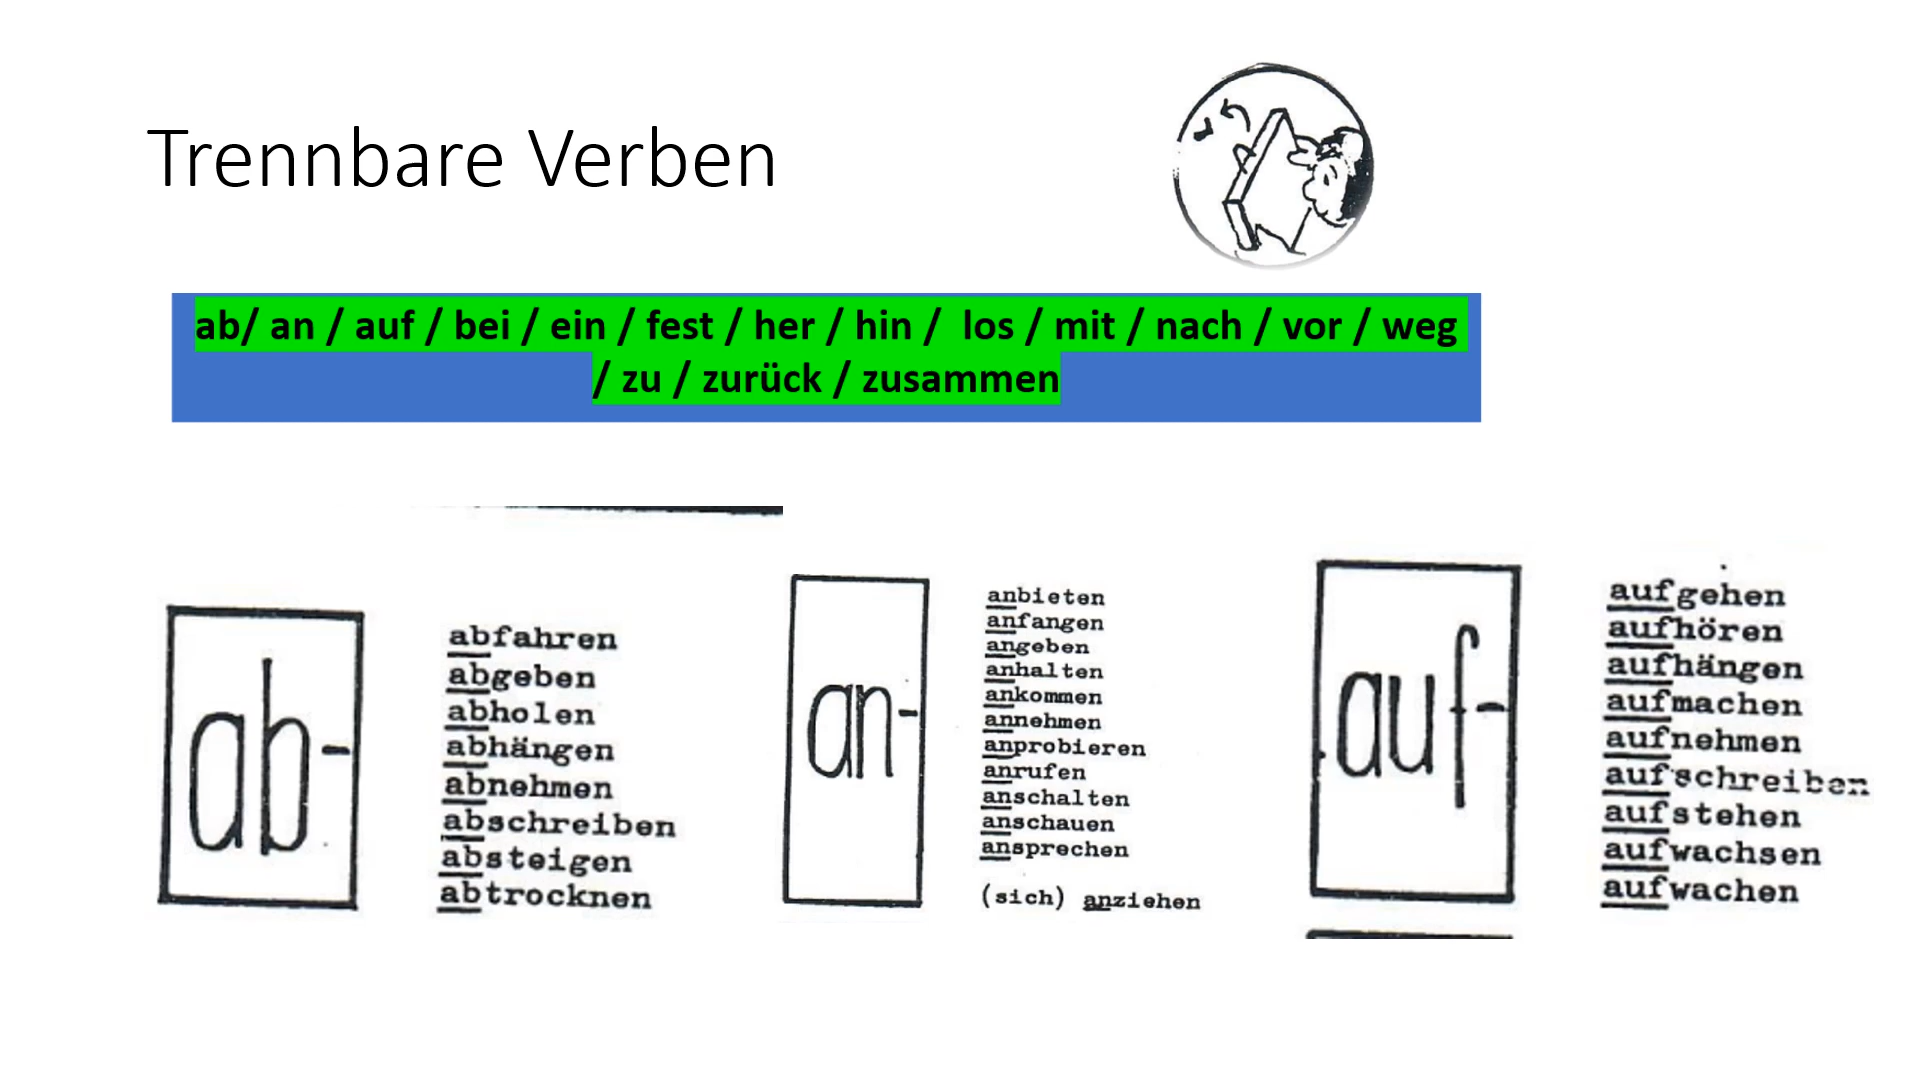 Trennbare Verben
ab/ an / auf / bei / ein / fest / her / hin /  los / mit / nach / vor / weg
/ zu / zurück / zusammen
ab-
abfahren
abgeben
abholen
abhängen
abnehmen
abschreiben
absteigen
abtrocknen
an-
anbieten
anfangen
angeben
anhalten
ankommen
annehmen
anprobieren
anrufen
anschalten
anschauen
ansprechen
(sich) anziehen
auf-
aufgehen
aufhören
aufhängen
aufmachen
aufnehmen
aufschreiben
aufstehen
aufwachsen
aufwachen